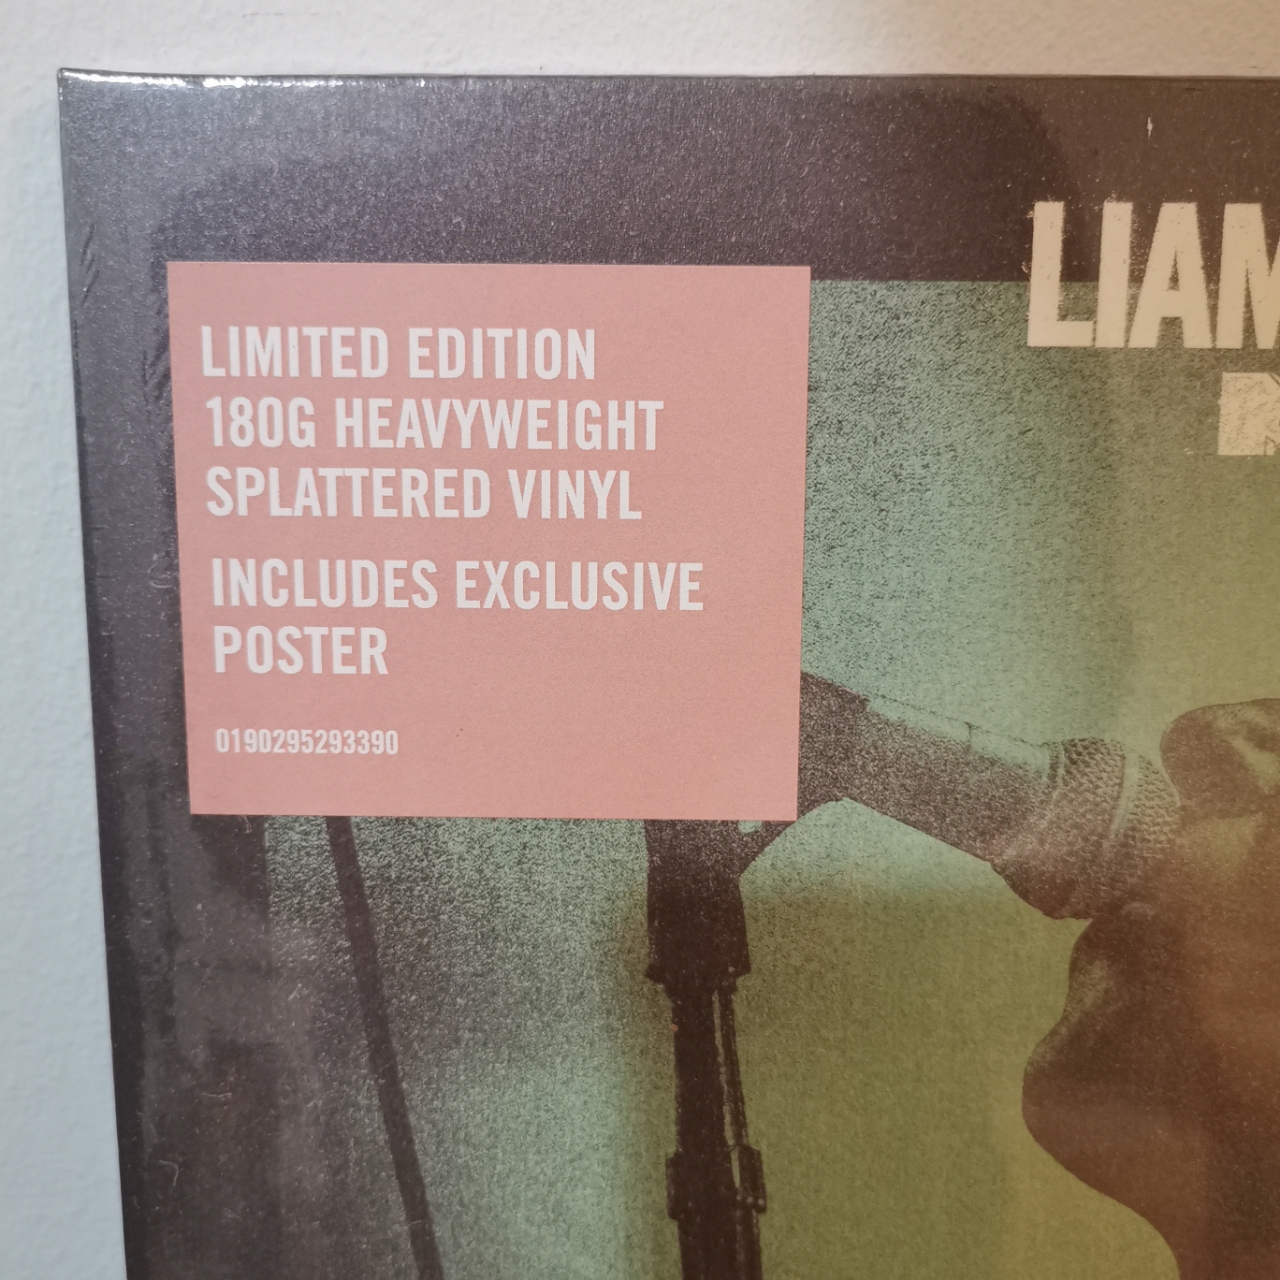 LIMITED EDITION
180G HEAVYWEIGHT
SPLATTERED VINYL
INCLUDES EXCLUSIVE
POSTER
0190295293390
LIAM